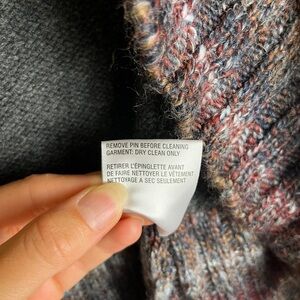 REMOVE PIN BEFORE CLEANING
GARMENT: DRY CLEAN ONLY
RETIRER L'ÉPINGLETTE AVANT
DE FAIRE NETTOYER LE VÊTEMENT:
NETTOYAGE A SEC SEULEMENT